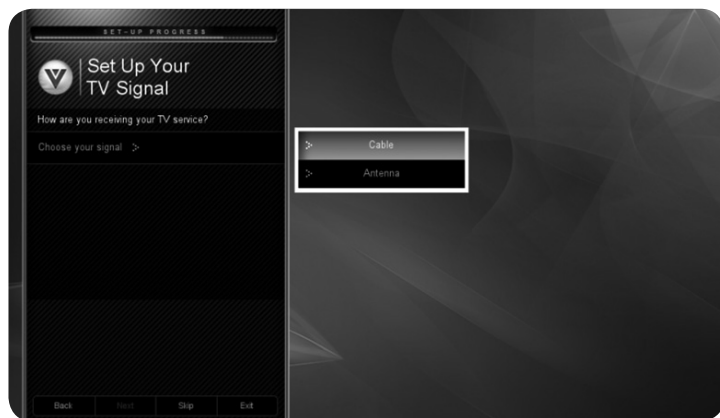 SET-UP PROGRESS
V
Set Up Your
TV Signal
How are you receiving your TV service?
Choose your signal >
> Cable
> Antenna
Back Next Skip Exit